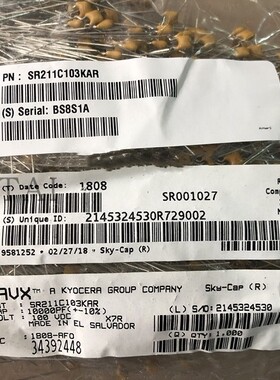 PN : SR211C103KAR
(S) Serial: BS8S1A
(T) Date Code: 1808
SR001027
(S) Unique ID: 2145324530R729002
9581252 • 02/27/18 - Sky-Cap (R)
AVX A KYOCERA GROUP COMPANY Sky-Cap (R)
SR211C103KAR
10000PF(+-10%) (L) S/D: 2145324530
100 VDC X7R
MADE IN EL SALVADOR
(Q) QTY: 1,000
1808-AFO
34392448